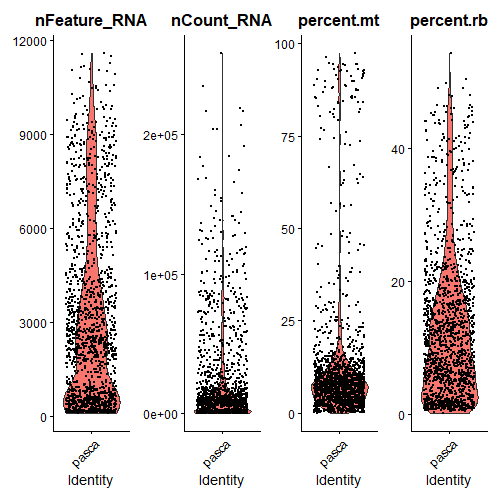 nFeature_RNA nCount_RNA percent.mt percent.rb
12000
9000
6000
3000
0
2e+05
1e+05
0e+00
100
75
50
25
0
40
20
0
pasca pasca pasca pasca
Identity Identity Identity Identity